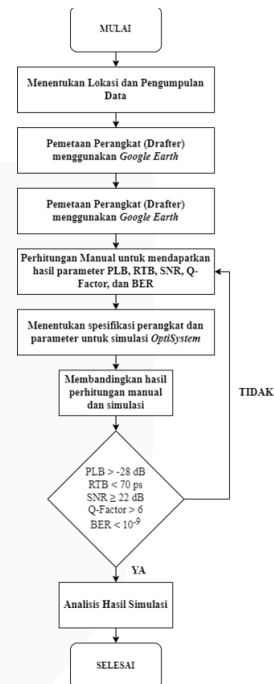 MULAI
Menentukan Lokasi dan Pengumpulan
Data
Pemetaan Perangkat (Drafter)
menggunakan Google Earth
Pemetaan Perangkat (Drafter)
menggunakan Google Earth
Perhitungan Manual untuk mendapatkan
hasil parameter PLB, RTB, SNR, Q-
Factor, dan BER
Menentukan spesifikasi perangkat dan
parameter untuk simulasi OptiSystem
Membandingkan hasil
perhitungan manual
dan simulasi
TIDAK
PLB > -28 dB
RTB < 70 ps
SNR ≥ 22 dB
Q-Factor > 6
BER < 10⁻⁹
YA
Analisis Hasil Simulasi
SELESAI